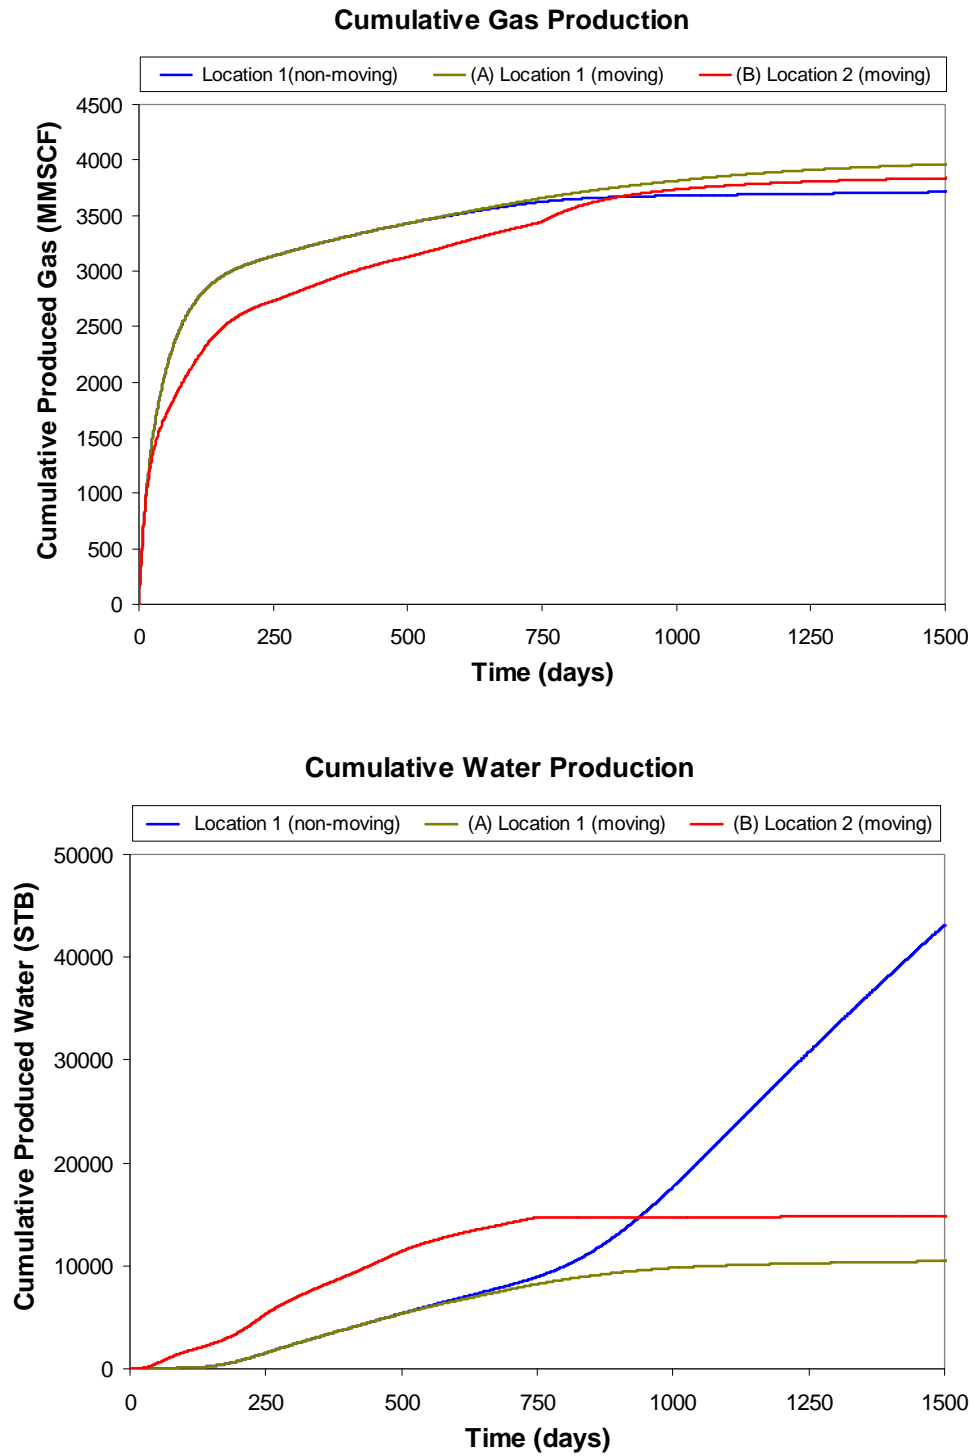 Cumulative Gas Production
Location 1(non-moving) (A) Location 1 (moving) (B) Location 2 (moving)
Cumulative Produced Gas (MMSCF)
4500
4000
3500
3000
2500
2000
1500
1000
500
0
0 250 500 750 1000 1250 1500
Time (days)
Cumulative Water Production
Location 1 (non-moving) (A) Location 1 (moving) (B) Location 2 (moving)
Cumulative Produced Water (STB)
50000
40000
30000
20000
10000
0
0 250 500 750 1000 1250 1500
Time (days)